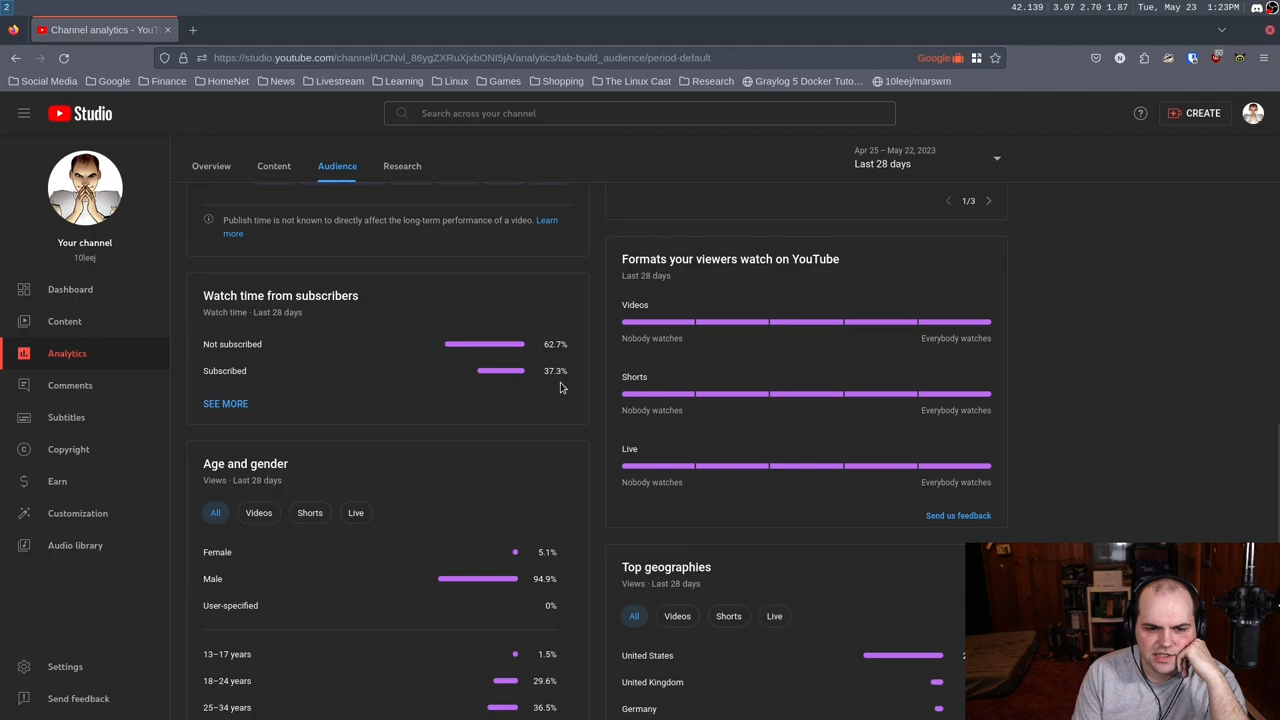 2
42.139 3.07 2.70 1.87 Tue, May 23 1:23PM
Channel analytics - YouTu
https://studio.youtube.com/channel/UCNvl_86ygZXRuXjxbONI5jA/analytics/tab-build_audience/period-default
Google
80
Social Media Google Finance HomeNet News Livestream Learning Linux Games Shopping The Linux Cast Research Graylog 5 Docker Tuto… 10leej/marswm
Studio
Search across your channel
CREATE
Overview Content Audience Research
Apr 25 – May 22, 2023
Last 28 days
Your channel
10leej
Dashboard
Content
Analytics
Comments
Subtitles
Copyright
Earn
Customization
Audio library
Settings
Send feedback
Publish time is not known to directly affect the long-term performance of a video. Learn
more
Watch time from subscribers
Watch time · Last 28 days
Not subscribed 62.7%
Subscribed 37.3%
SEE MORE
Age and gender
Views · Last 28 days
All Videos Shorts Live
Female 5.1%
Male 94.9%
User-specified 0%
13–17 years 1.5%
18–24 years 29.6%
25–34 years 36.5%
1/3
Formats your viewers watch on YouTube
Last 28 days
Videos
Nobody watches Everybody watches
Shorts
Nobody watches Everybody watches
Live
Nobody watches Everybody watches
Send us feedback
Top geographies
Views · Last 28 days
All Videos Shorts Live
United States
United Kingdom
Germany